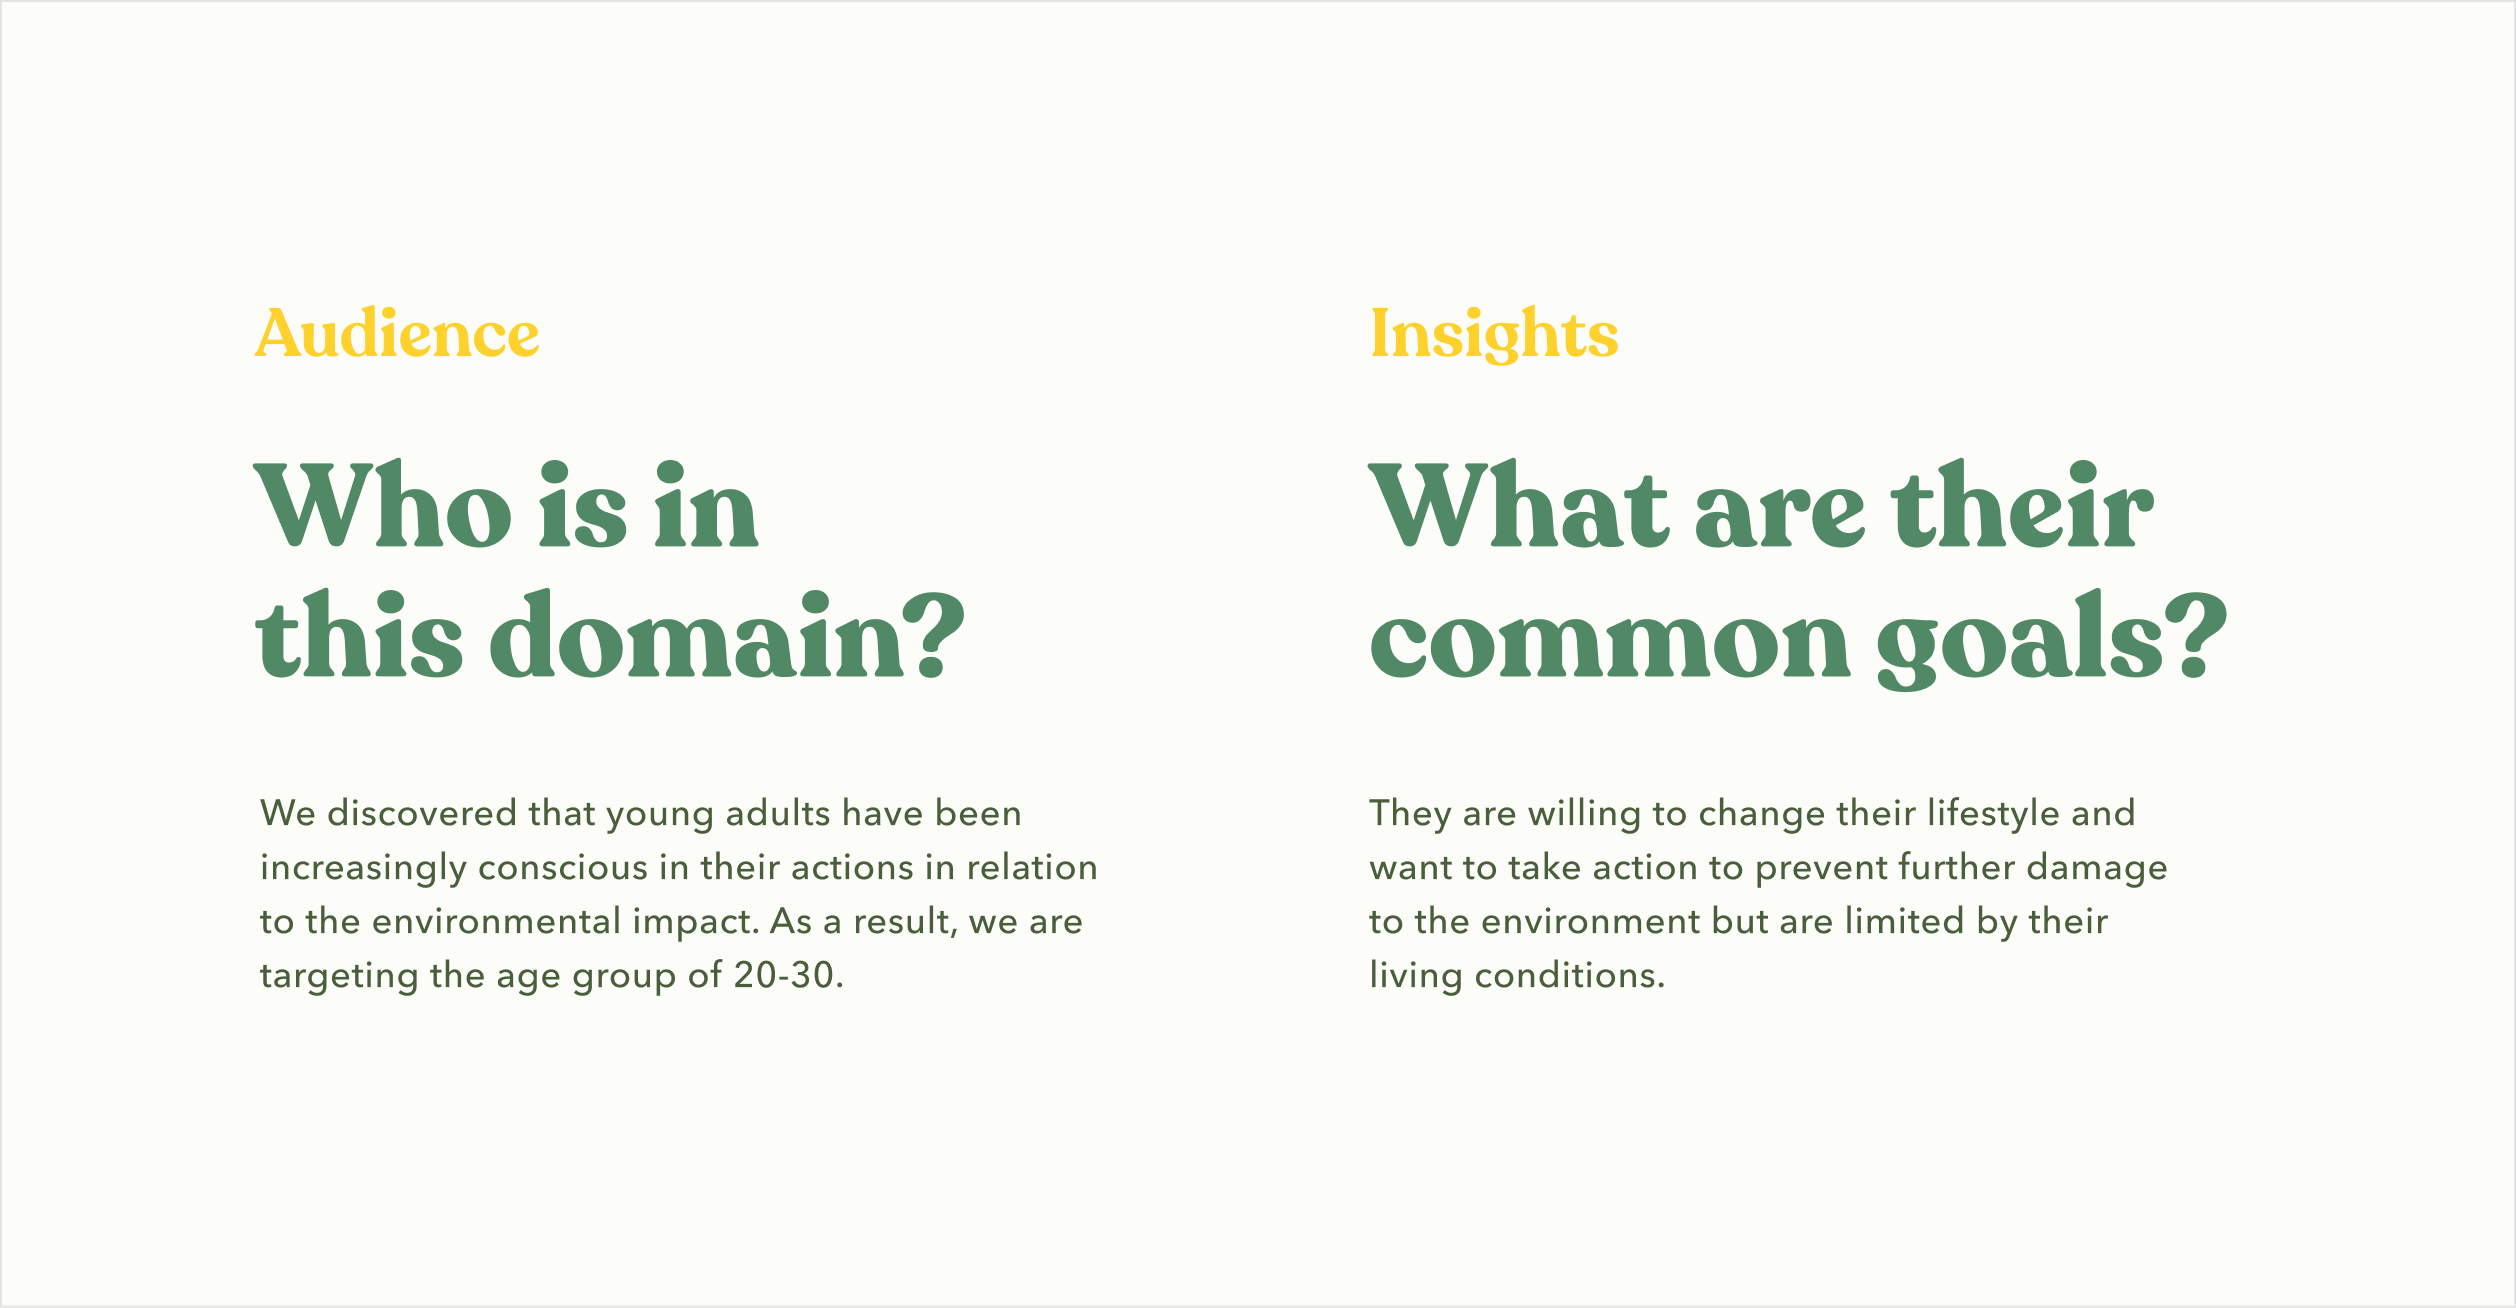 Audience
Who is in
this domain?
We discovered that young adults have been
increasingly conscious in their actions in relation
to the environmental impact. As a result, we are
targeting the age group of 20-30.
Insights
What are their
common goals?
They are willing to change their lifestyle and
want to take action to prevent further damage
to the environment but are limited by their
living conditions.